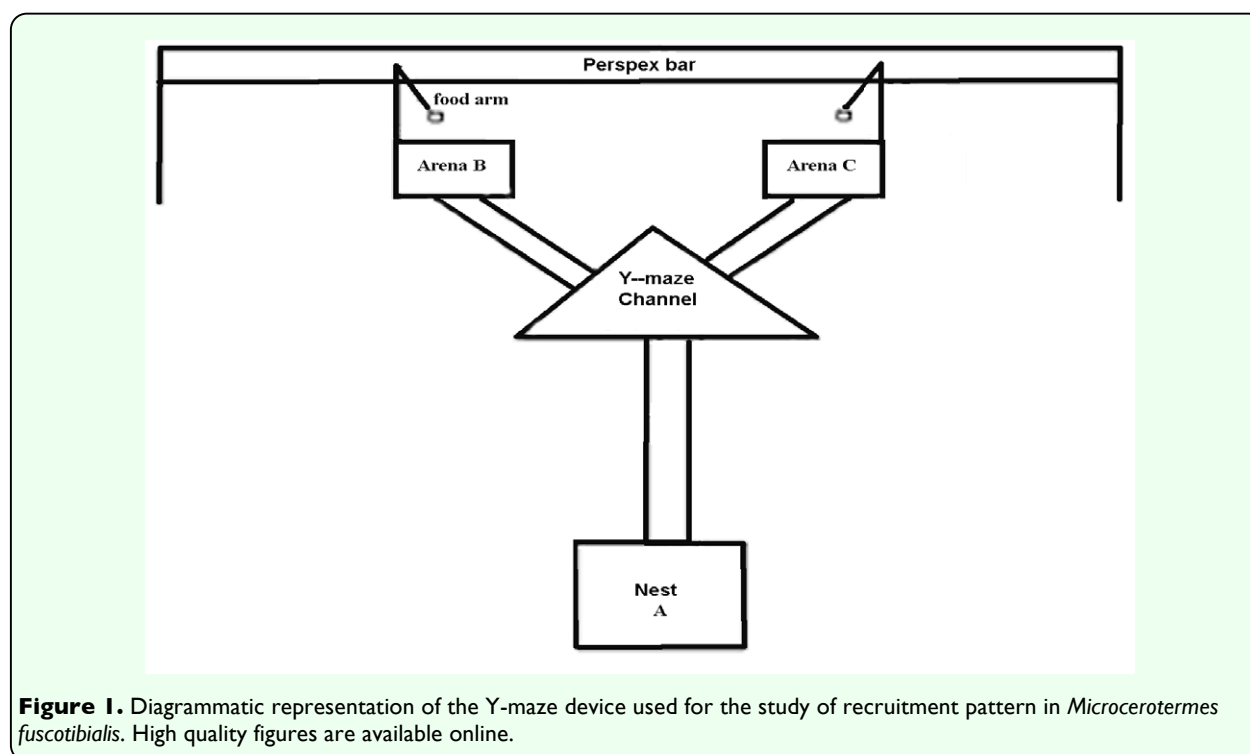 Perspex bar
food arm
Arena B
Arena C
Y--maze
Channel
Nest
A
Figure 1. Diagrammatic representation of the Y-maze device used for the study of recruitment pattern in Microcerotermes
fuscotibialis. High quality figures are available online.